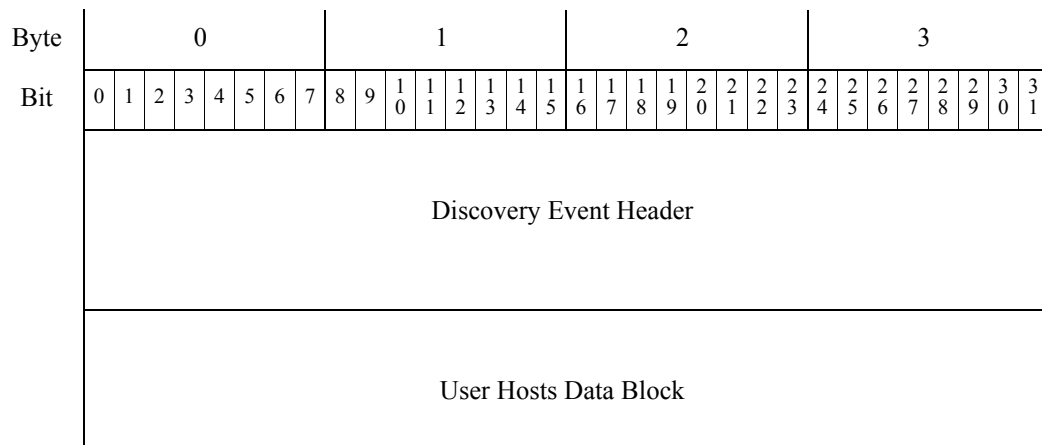 Byte 0 1 2 3
Bit 0 1 2 3 4 5 6 7 8 9 10 11 12 13 14 15 16 17 18 19 20 21 22 23 24 25 26 27 28 29 30 31
Discovery Event Header
User Hosts Data Block